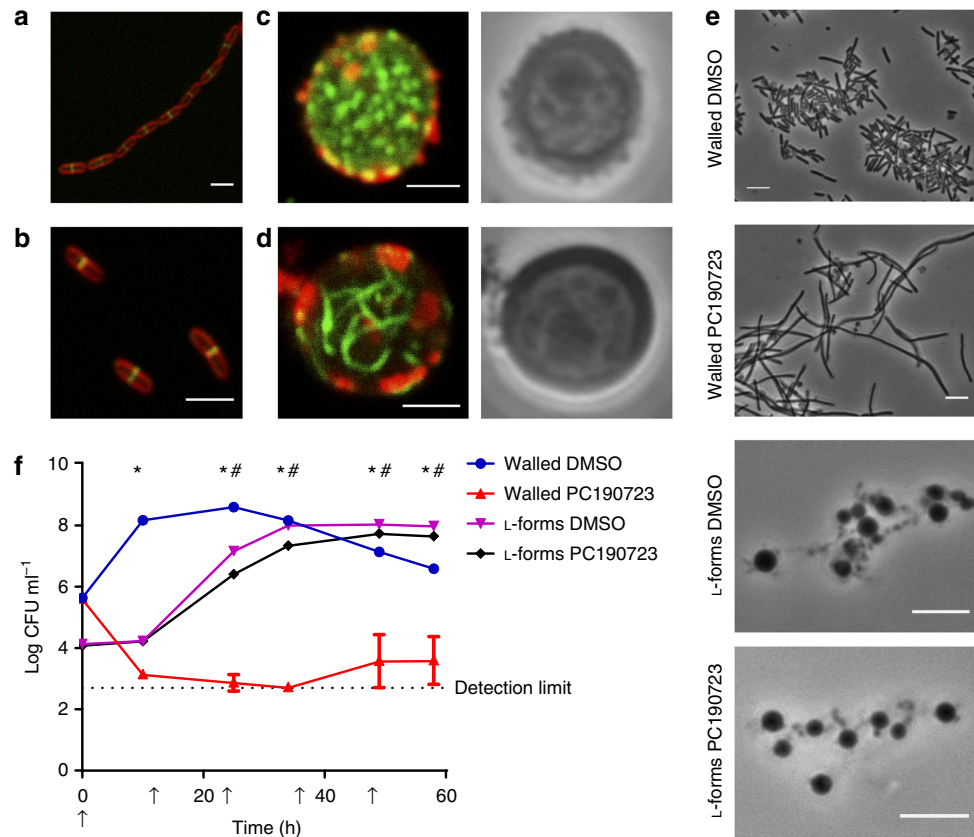 a
c
e
b
d
Walled DMSO
Walled PC190723
L-forms DMSO
L-forms PC190723
f
* *# *# *# *#
Walled DMSO
Walled PC190723
L-forms DMSO
L-forms PC190723
Detection limit
Log CFU ml⁻¹
10
8
6
4
2
0
0 20 40 60
↑ ↑ ↑ ↑ ↑
Time (h)